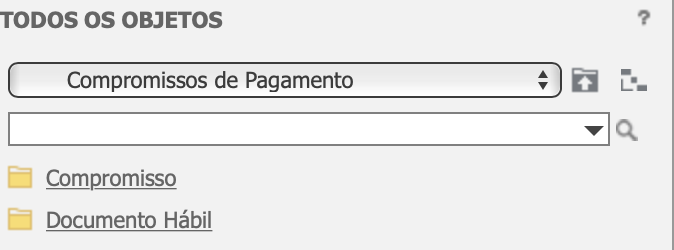 TODOS OS OBJETOS ?
Compromissos de Pagamento
Compromisso
Documento Hábil